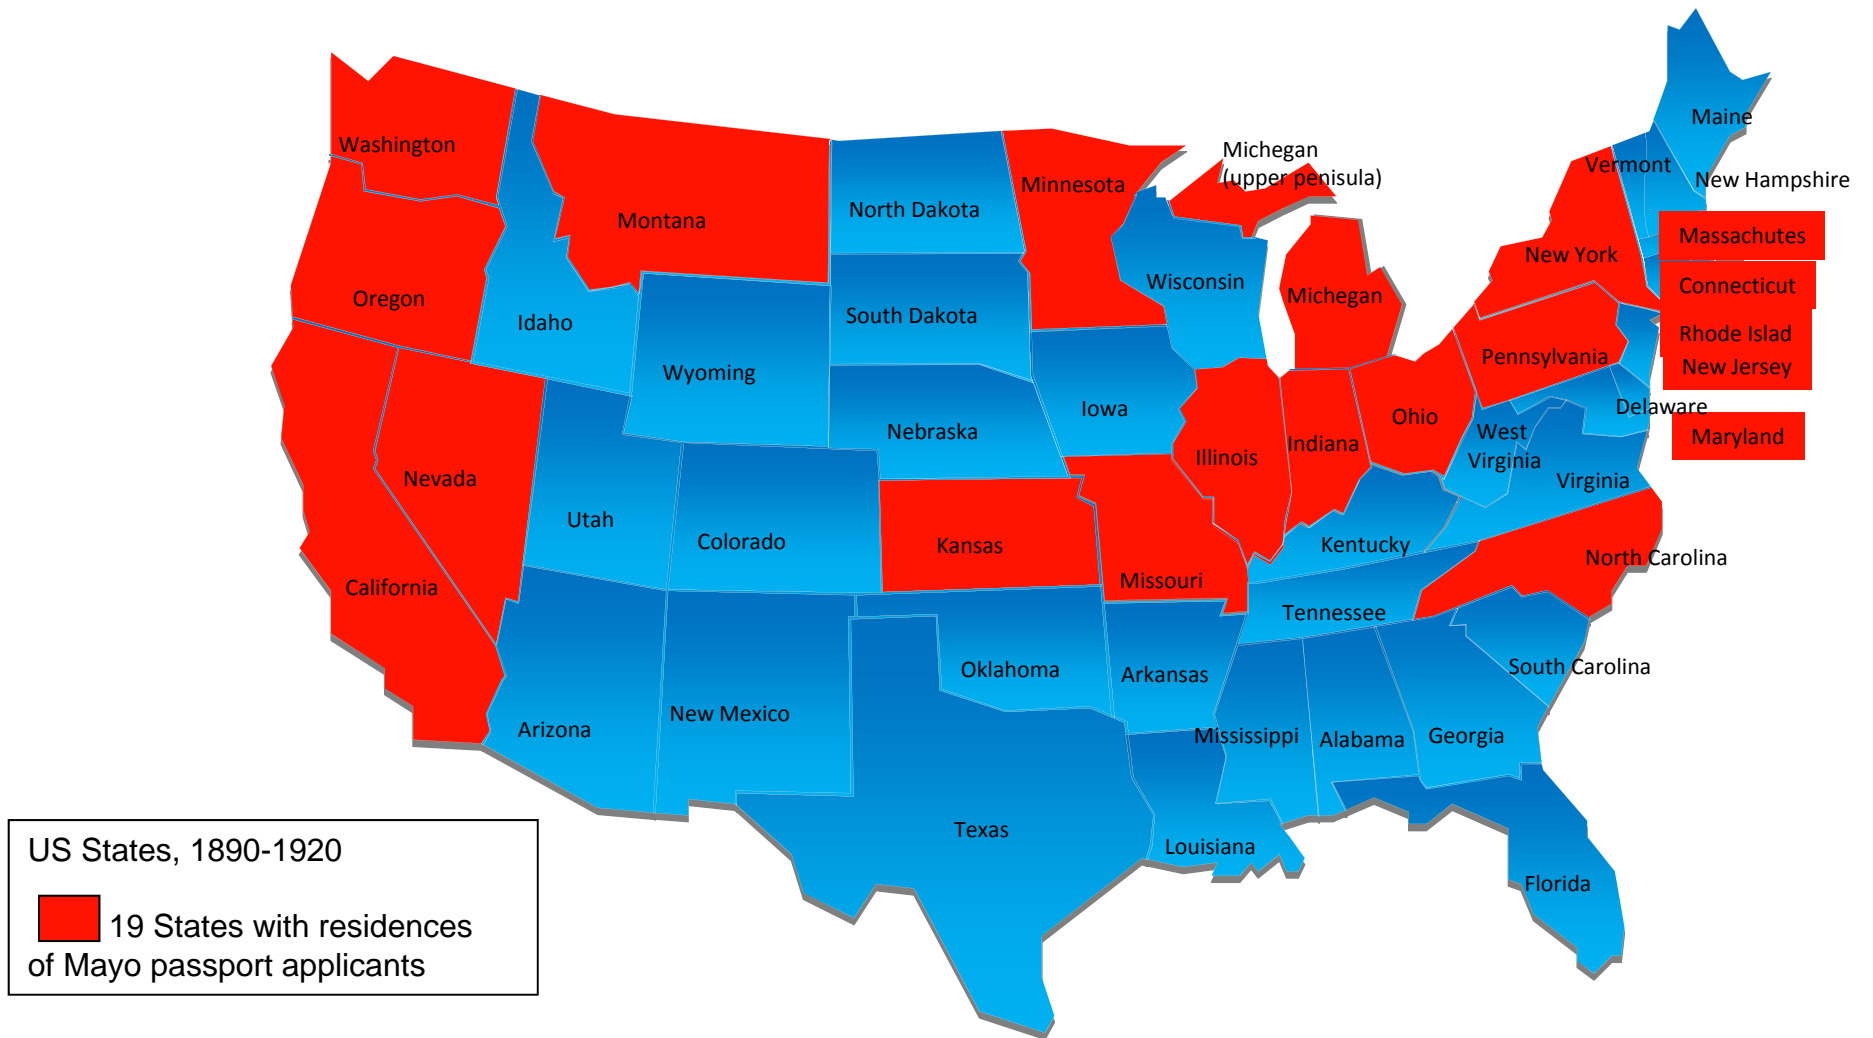 Maine
Washington
Michegan
(upper penisula)
Vermont
New Hampshire
Minnesota
North Dakota
Montana
Massachutes
New York
Wisconsin
Connecticut
Oregon
Michegan
South Dakota
Idaho
Rhode Islad
Pennsylvania
New Jersey
Wyoming
Iowa
Delaware
Ohio
Nebraska
West
Virginia
Maryland
Indiana
Illinois
Nevada
Virginia
Utah
Colorado
Kansas
Kentucky
North Carolina
California
Missouri
Tennessee
Oklahoma
Arkansas
South Carolina
New Mexico
Arizona
Mississippi
Alabama
Georgia
Texas
Louisiana
Florida
US States, 1890-1920
19 States with residences
of Mayo passport applicants